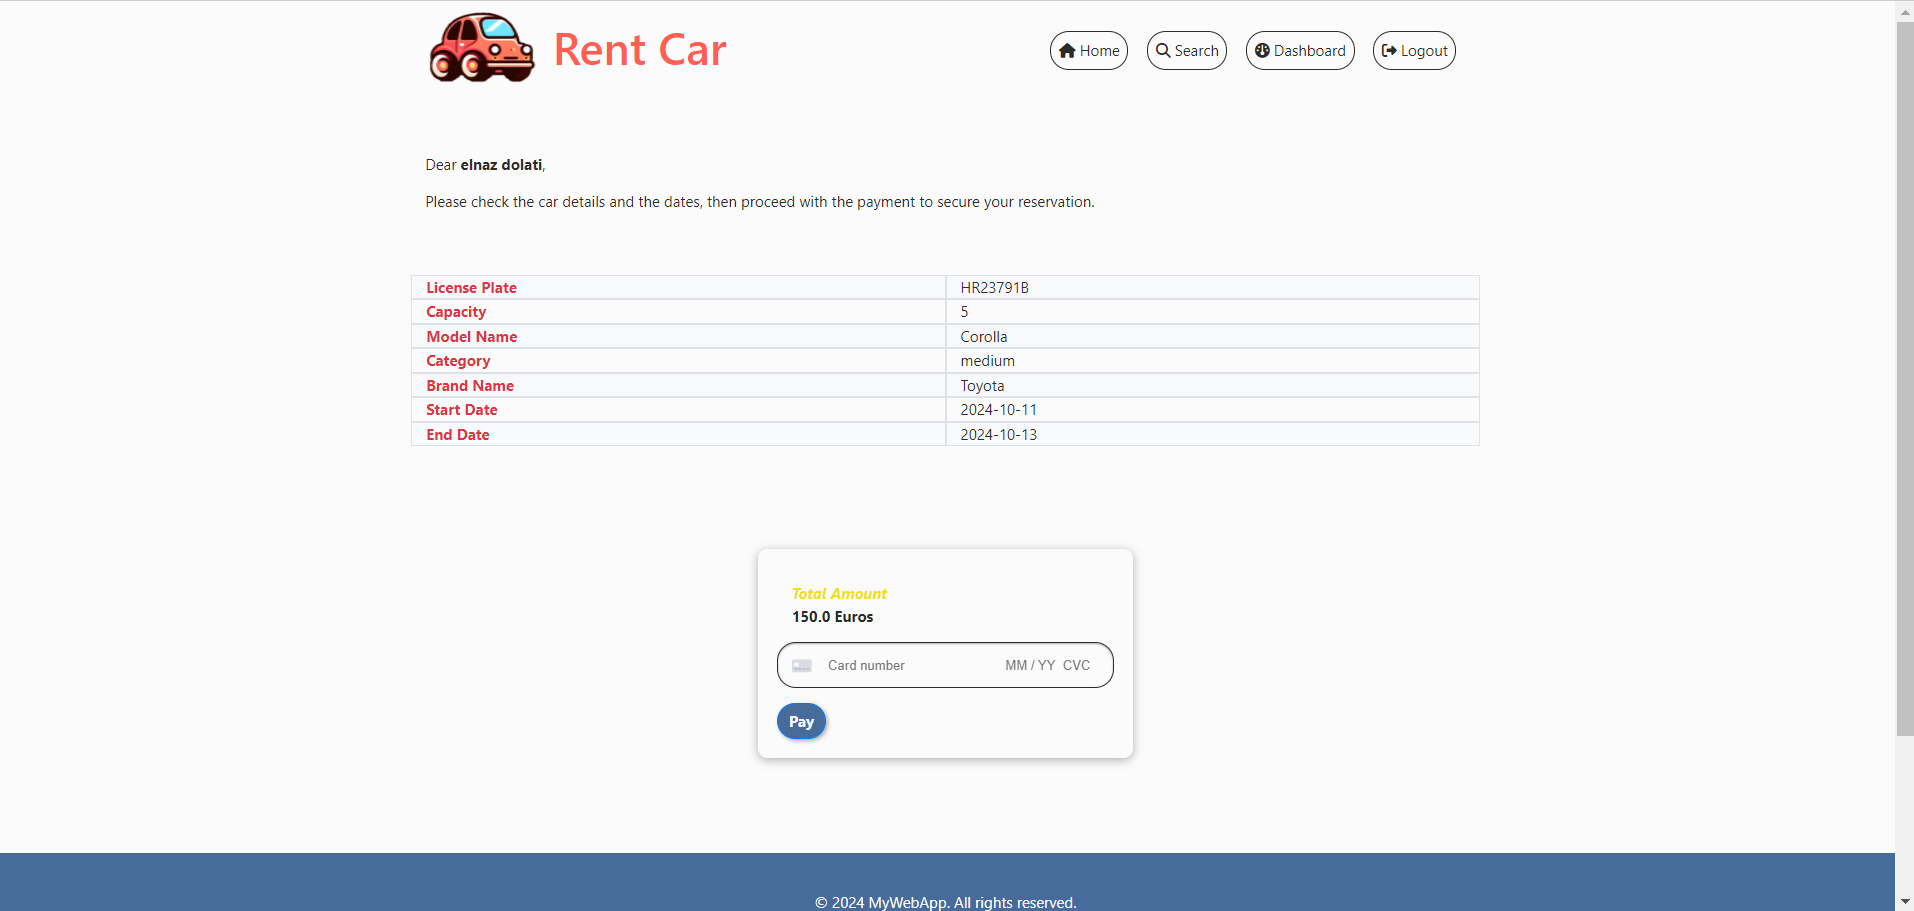 Rent Car
Home Search Dashboard Logout
Dear elnaz dolati,
Please check the car details and the dates, then proceed with the payment to secure your reservation.
License Plate HR23791B
Capacity 5
Model Name Corolla
Category medium
Brand Name Toyota
Start Date 2024-10-11
End Date 2024-10-13
Total Amount
150.0 Euros
Card number MM / YY CVC
Pay
© 2024 MyWebApp. All rights reserved.